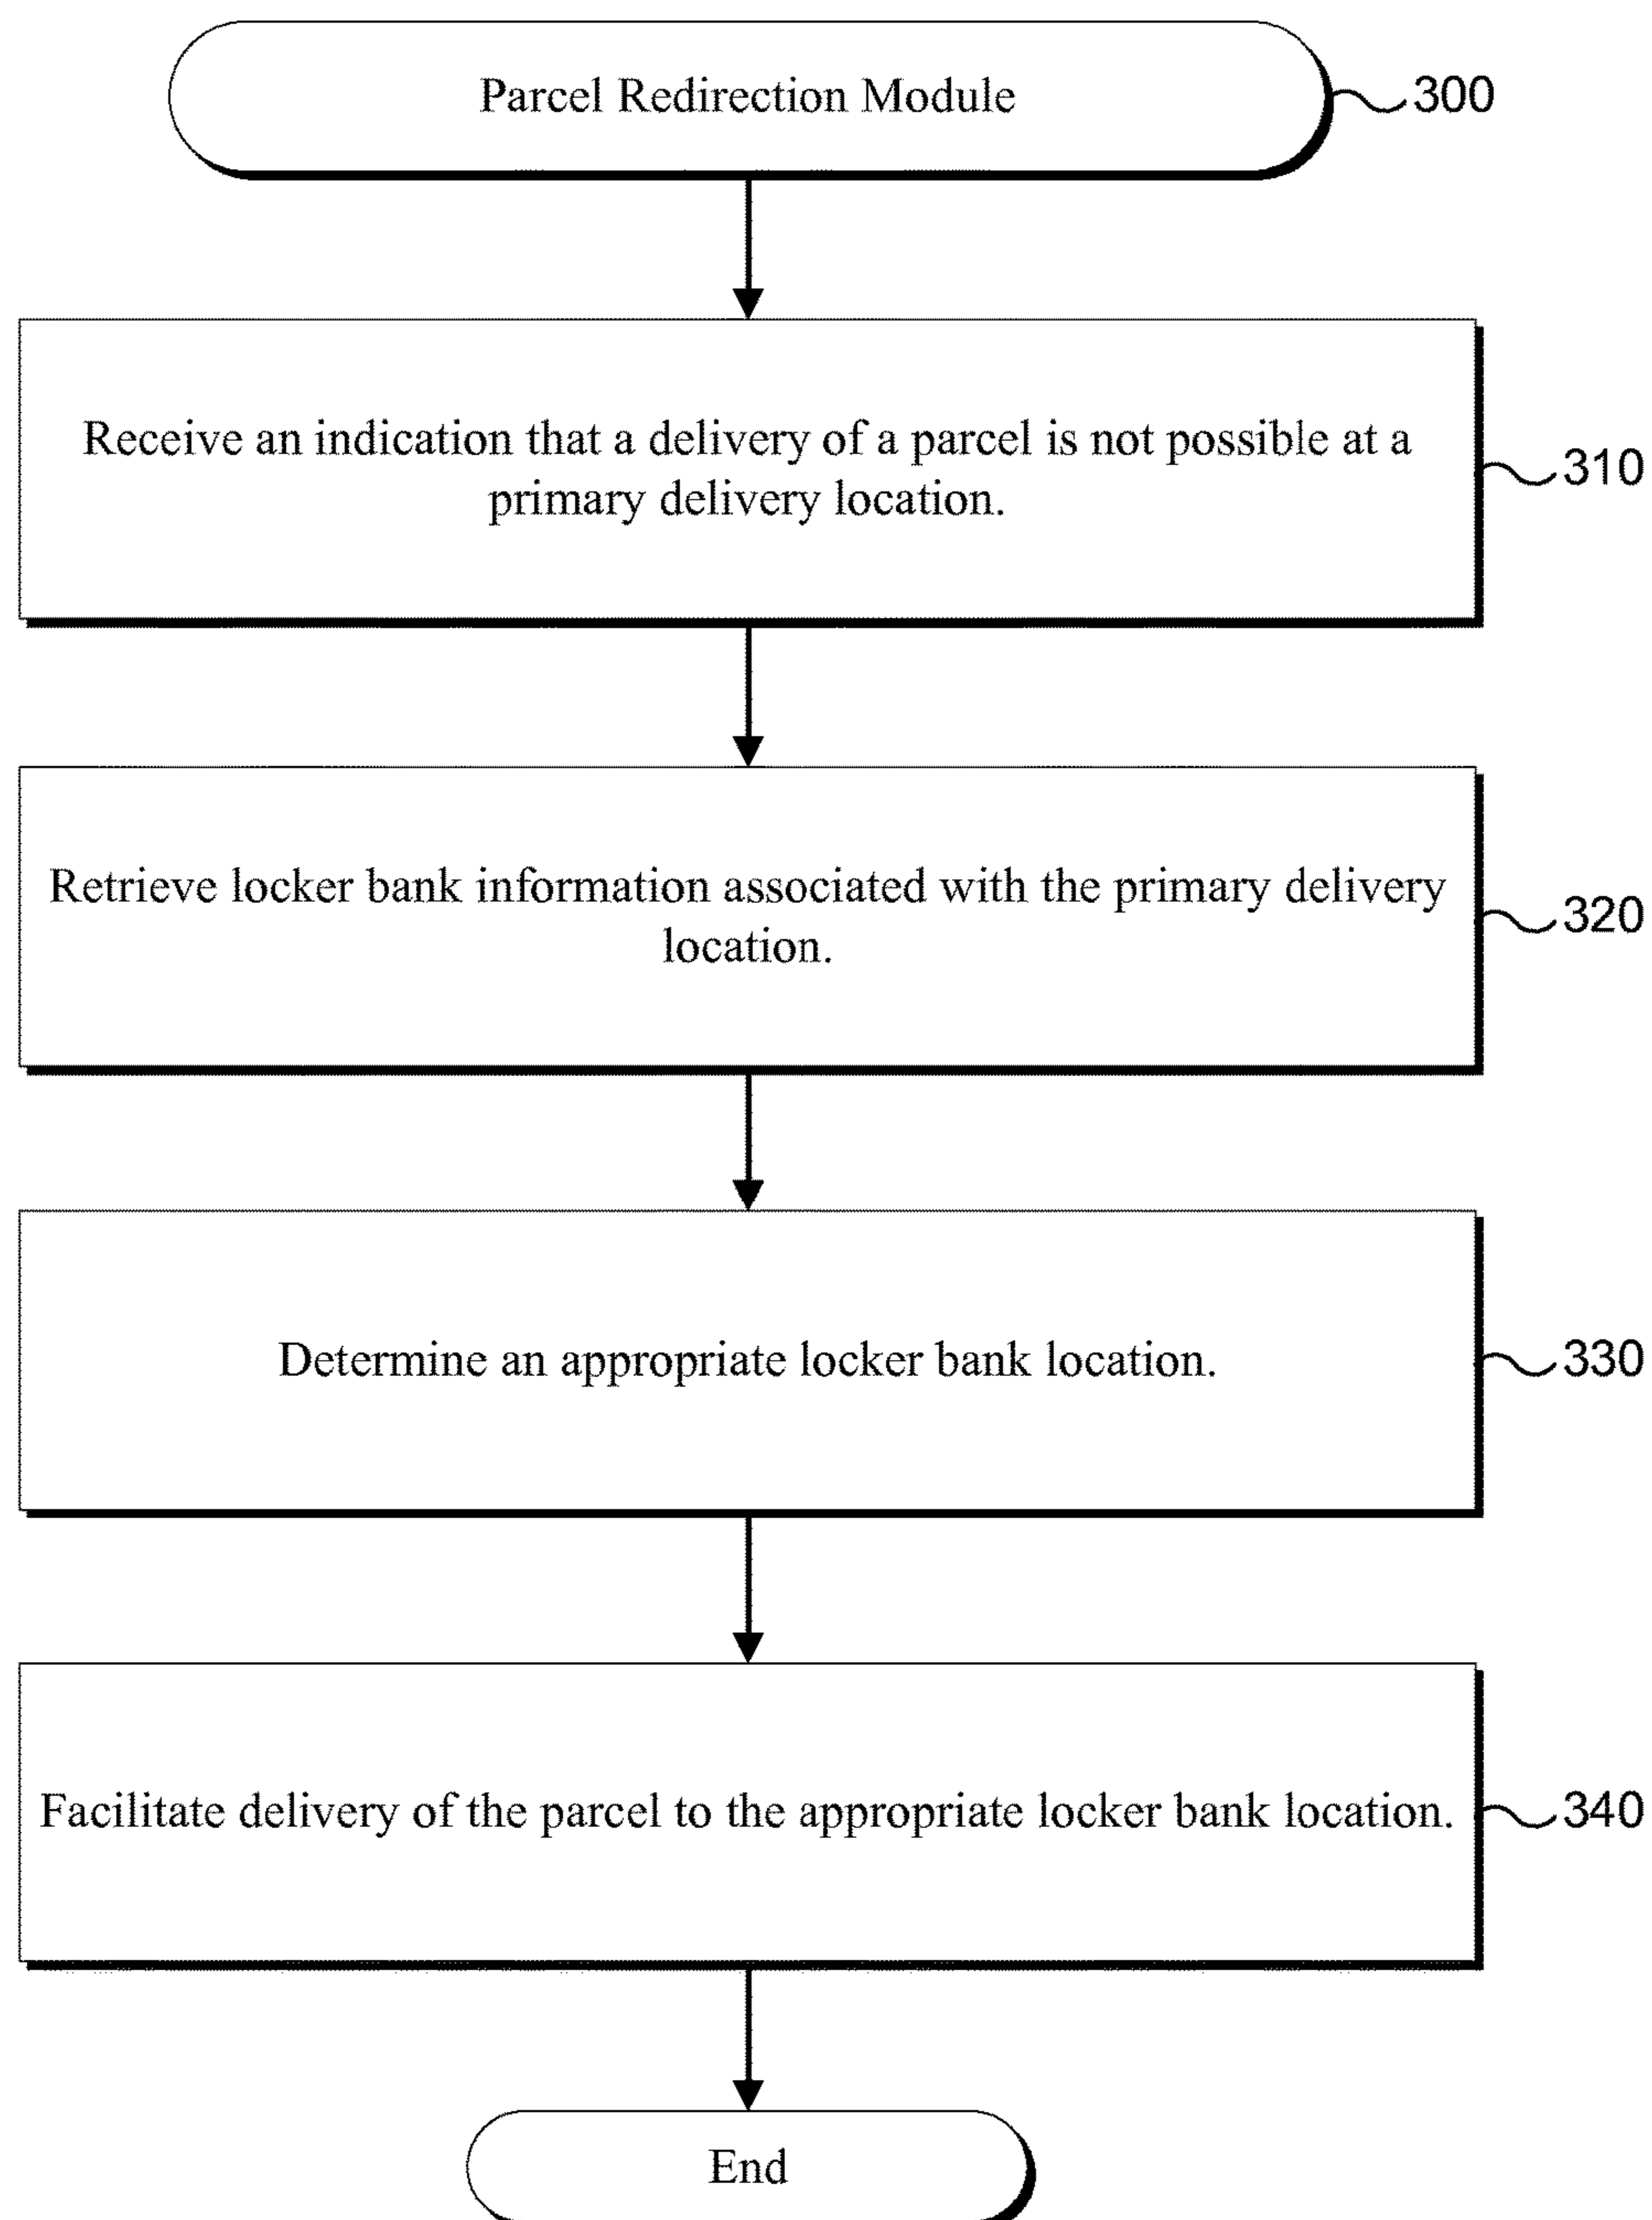 Parcel Redirection Module
300
Receive an indication that a delivery of a parcel is not possible at a
primary delivery location.
310
Retrieve locker bank information associated with the primary delivery
location.
320
Determine an appropriate locker bank location.
330
Facilitate delivery of the parcel to the appropriate locker bank location.
340
End